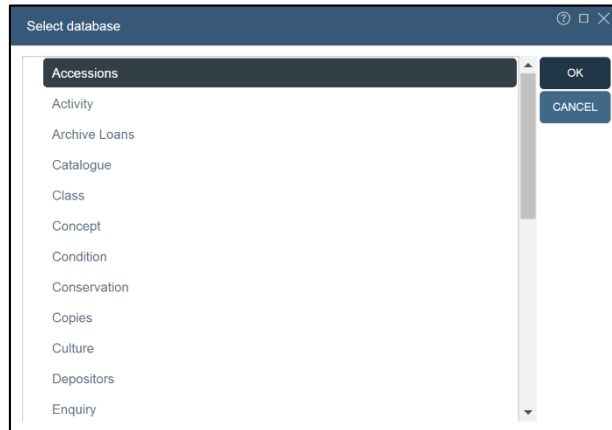 Select database
Accessions
OK
Activity
CANCEL
Archive Loans
Catalogue
Class
Concept
Condition
Conservation
Copies
Culture
Depositors
Enquiry